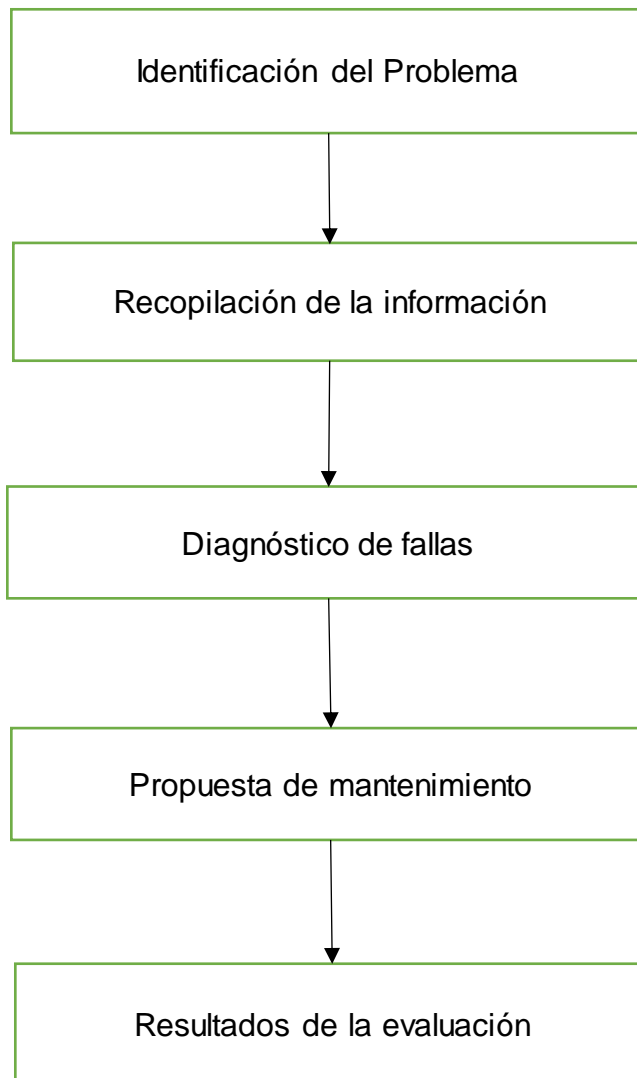 Identificación del Problema
Recopilación de la información
Diagnóstico de fallas
Propuesta de mantenimiento
Resultados de la evaluación